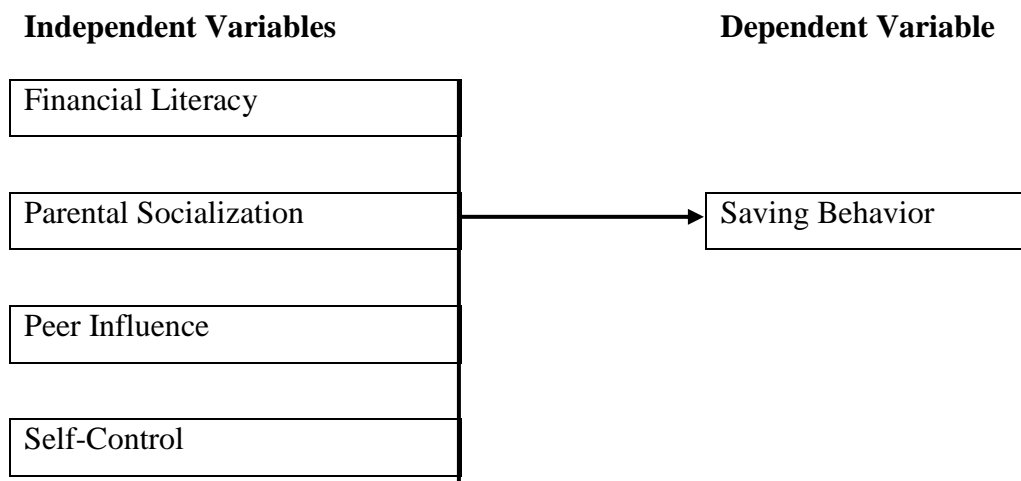 Independent Variables
Dependent Variable
Financial Literacy
Parental Socialization
Saving Behavior
Peer Influence
Self-Control